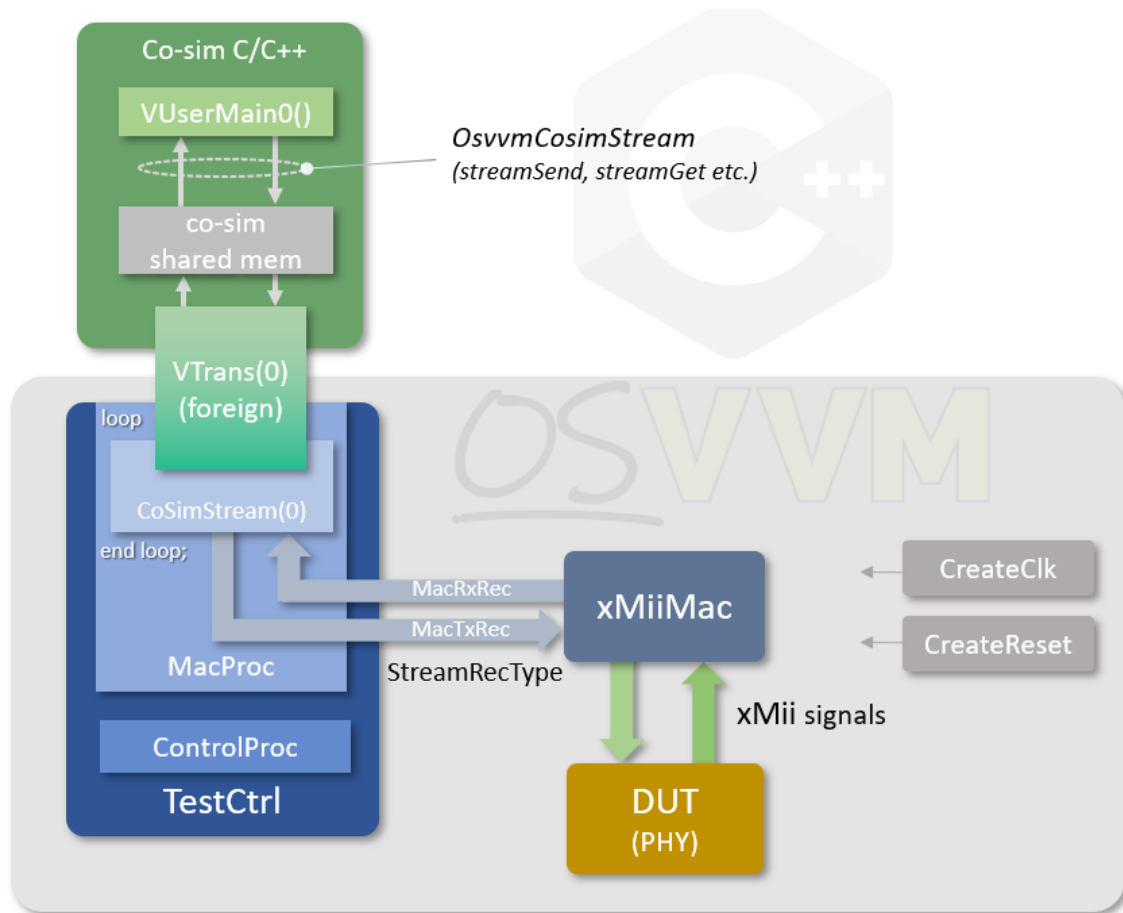 Co-sim C/C++
VUserMain0()
OsvvmCosimStream
(streamSend, streamGet etc.)
++
co-sim
shared mem
VTrans(0)
(foreign)
loop
OSVVM
CoSimStream(0)
end loop;
MacRxRec
MacTxRec
StreamRecType
xMiiMac
CreateClk
CreateReset
MacProc
xMii signals
ControlProc
TestCtrl
DUT
(PHY)